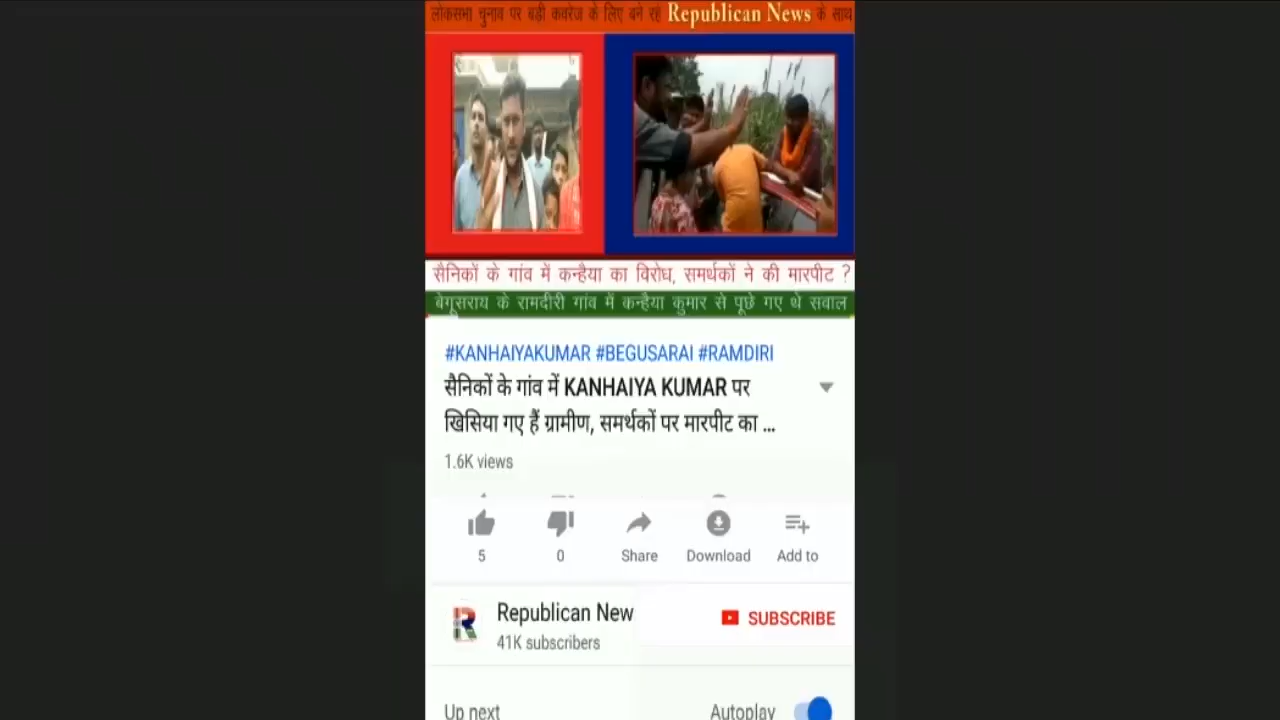 लोकसभा चुनाव पर बड़ी कवरेज के लिए बने रहे Republican News के साथ
सैनिकों के गांव में कन्हैया का विरोध, समर्थकों ने की मारपीट ?
बेगूसराय के रामदीरी गांव में कन्हैया कुमार से पूछे गए थे सवाल
#KANHAIYAKUMAR #BEGUSARAI #RAMDIRI
सैनिकों के गांव में KANHAIYA KUMAR पर
खिसिया गए हैं ग्रामीण, समर्थकों पर मारपीट का ...
1.6K views
5 0 Share Download Add to
R Republican New SUBSCRIBE
41K subscribers
Up next Autoplay